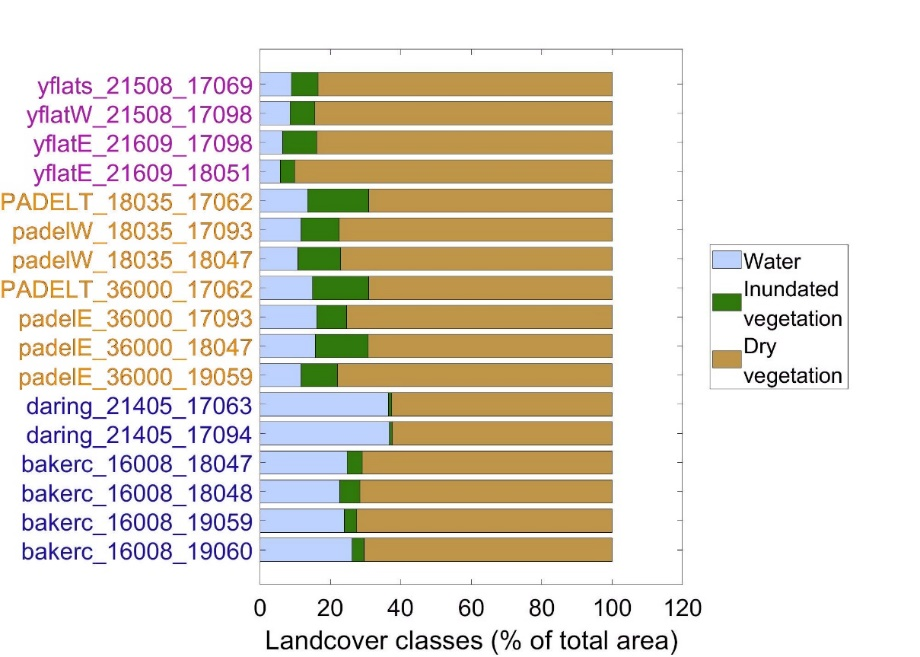 yflats_21508_17069
yflatW_21508_17098
yflatE_21609_17098
yflatE_21609_18051
PADELT_18035_17062
padelW_18035_17093
padelW_18035_18047
PADELT_36000_17062
padelE_36000_17093
padelE_36000_18047
padelE_36000_19059
daring_21405_17063
daring_21405_17094
bakerc_16008_18047
bakerc_16008_18048
bakerc_16008_19059
bakerc_16008_19060
0 20 40 60 80 100 120
Landcover classes (% of total area)
Water
Inundated
vegetation
Dry
vegetation